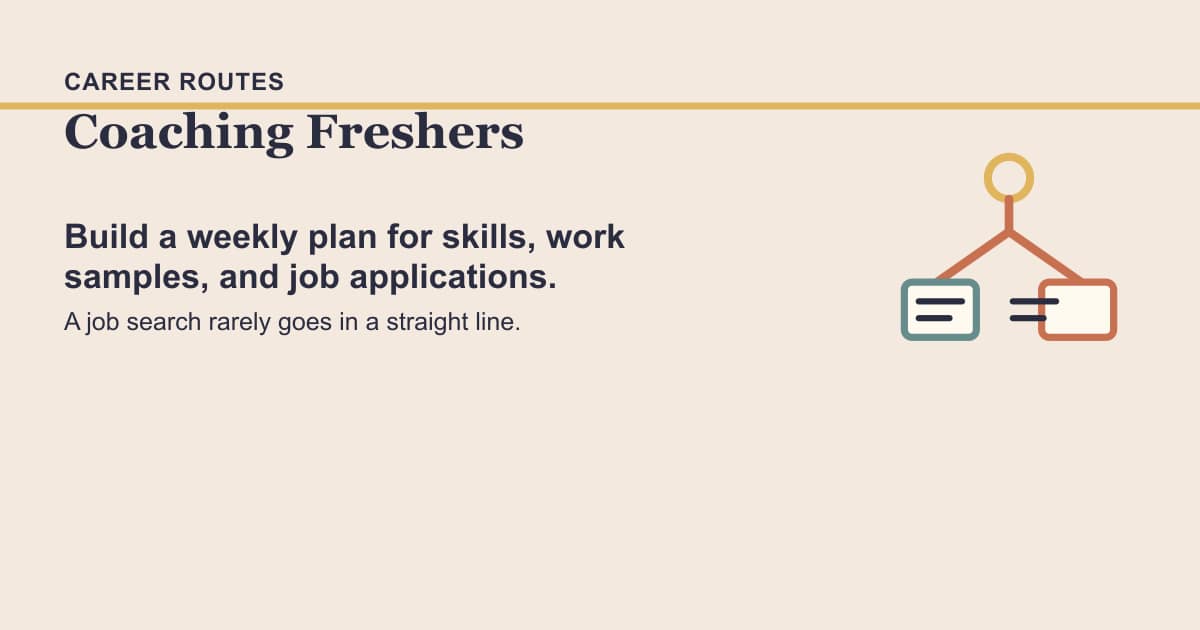 CAREER ROUTES
Coaching Freshers
Build a weekly plan for skills, work
samples, and job applications.
A job search rarely goes in a straight line.